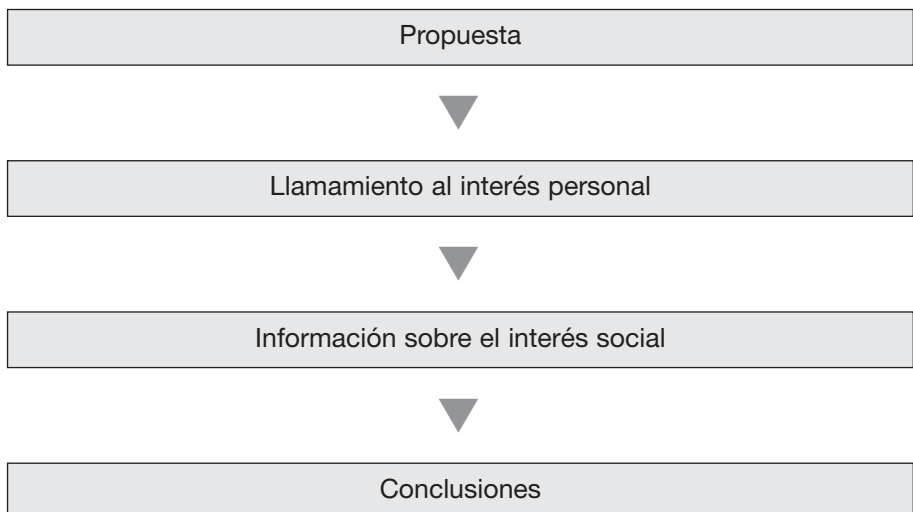 Propuesta
Llamamiento al interés personal
Información sobre el interés social
Conclusiones